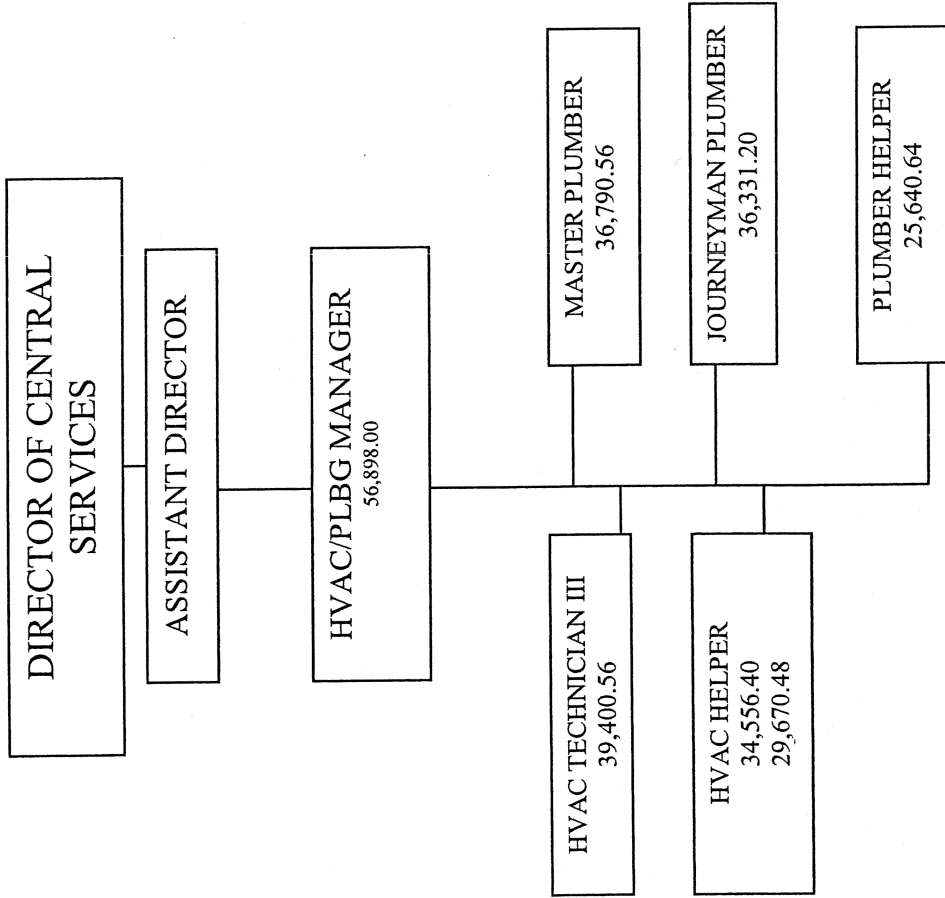 DIRECTOR OF CENTRAL
SERVICES
ASSISTANT DIRECTOR
HVAC/PLBG MANAGER
56,898.00
HVAC TECHNICIAN III
39,400.56
MASTER PLUMBER
36,790.56
HVAC HELPER
34,556.40
29,670.48
JOURNEYMAN PLUMBER
36,331.20
PLUMBER HELPER
25,640.64